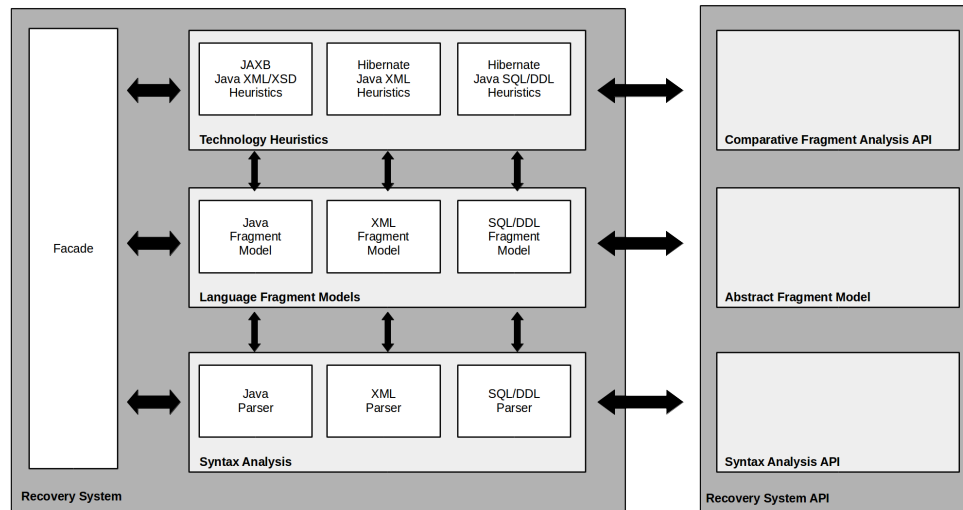 JAXB
Java XML/XSD
Heuristics
Hibernate
Java XML
Heuristics
Hibernate
Java SQL/DDL
Heuristics
Technology Heuristics
Comparative Fragment Analysis API
Facade
Java
Fragment
Model
XML
Fragment
Model
SQL/DDL
Fragment
Model
Language Fragment Models
Abstract Fragment Model
Java
Parser
XML
Parser
SQL/DDL
Parser
Syntax Analysis
Syntax Analysis API
Recovery System
Recovery System API